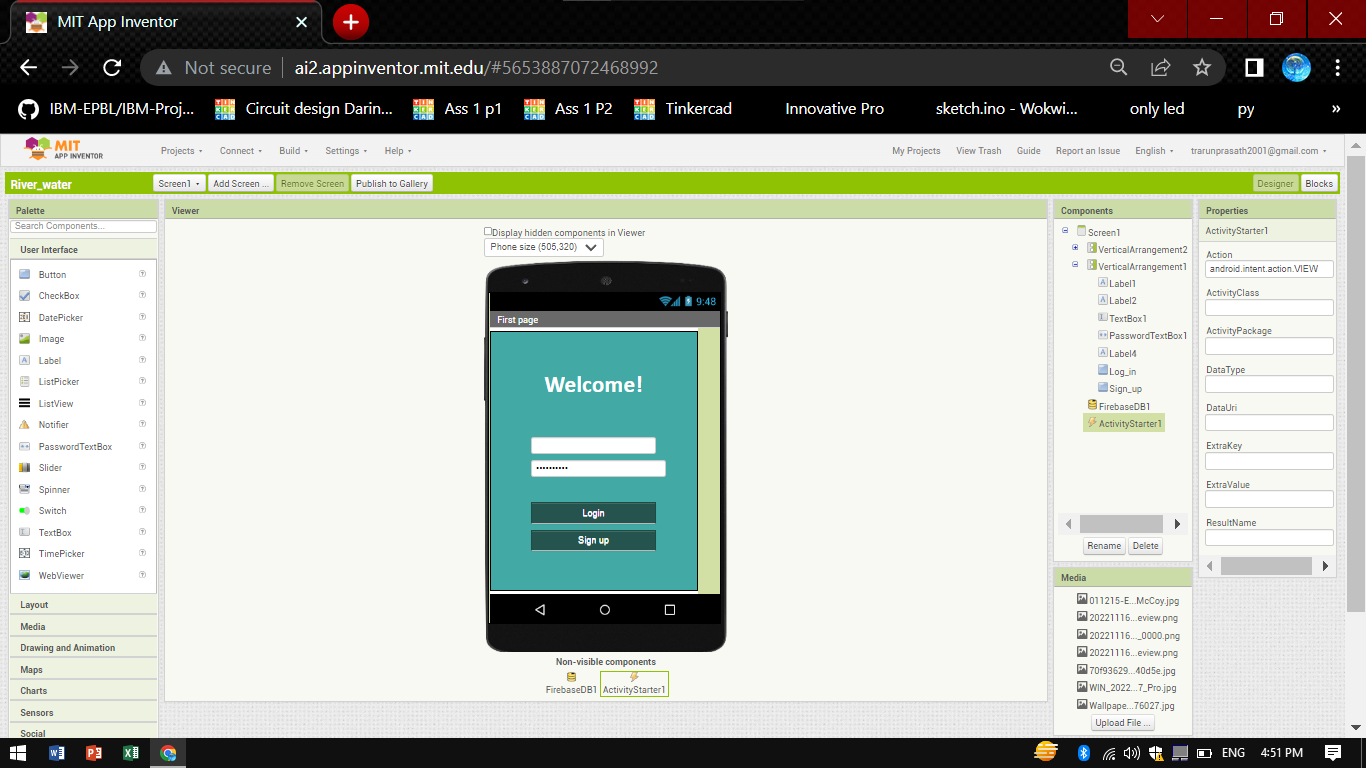 MIT App Inventor
Not secure ai2.appinventor.mit.edu/#5653887072468992
IBM-EPBL/IBM-Proj... Circuit design Darin... Ass 1 p1 Ass 1 P2 Tinkercad Innovative Pro sketch.ino - Wokwi... only led py »
MIT
APP INVENTOR
Projects Connect Build Settings Help My Projects View Trash Guide Report an Issue English trarunprasath2001@gmail.com
River_water Screen1 Add Screen ... Remove Screen Publish to Gallery Designer Blocks
Palette
Search Components...
User Interface
Button
CheckBox
DatePicker
Image
Label
ListPicker
ListView
Notifier
PasswordTextBox
Slider
Spinner
Switch
TextBox
TimePicker
WebViewer
Layout
Media
Drawing and Animation
Maps
Charts
Sensors
Social
Viewer
Display hidden components in Viewer
Phone size (505,320)
9:48
First page
Welcome!
••••••••••
Login
Sign up
Non-visible components
FirebaseDB1 ActivityStarter1
Components
Screen1
VerticalArrangement2
VerticalArrangement1
Label1
Label2
TextBox1
PasswordTextBox1
Label4
Log_in
Sign_up
FirebaseDB1
ActivityStarter1
Rename Delete
Media
011215-E...McCoy.jpg
20221116...eview.png
20221116..._0000.png
20221116...eview.png
70f93629...40d5e.jpg
WIN_2022...7_Pro.jpg
Wallpape...76027.jpg
Upload File ...
Properties
ActivityStarter1
Action
android.intent.action.VIEW
ActivityClass
ActivityPackage
DataType
DataUri
ExtraKey
ExtraValue
ResultName
ENG 4:51 PM